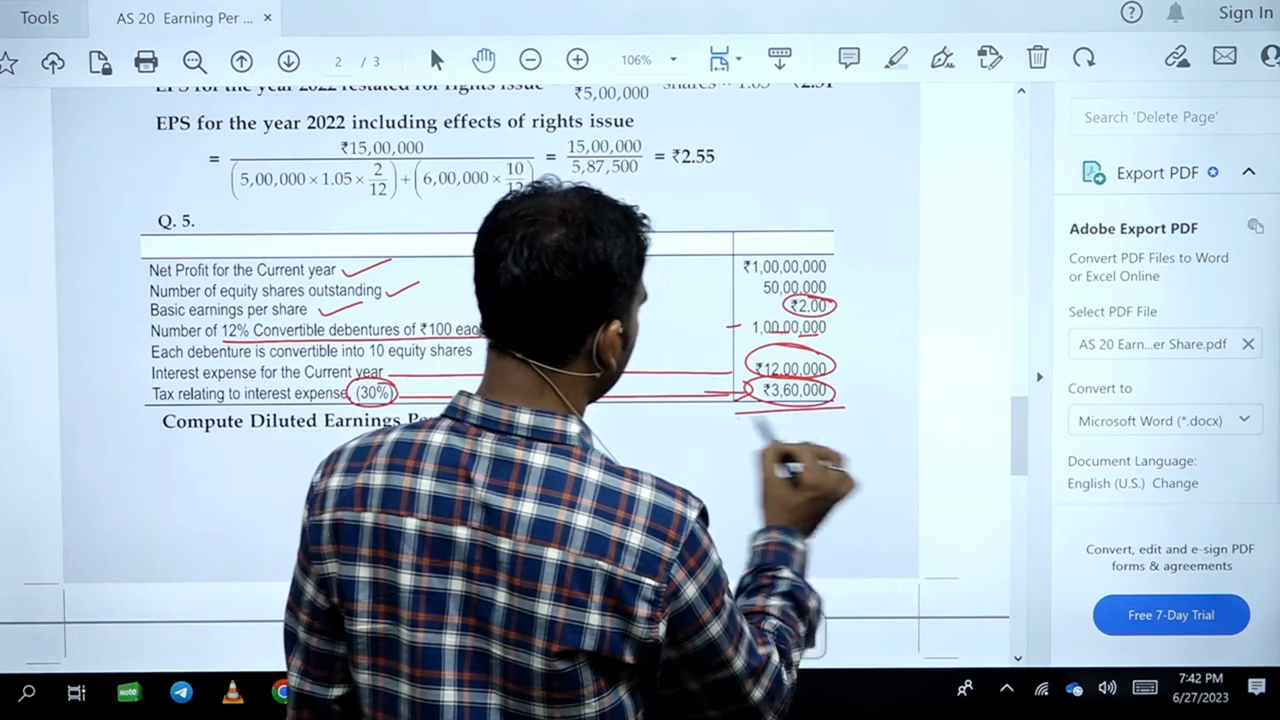 Tools
AS 20 Earning Per ... ×
Sign In
2 / 3
106%
EPS for the year 2022 restated for rights issue
₹5,00,000 shares × 1.05 ₹2.51
EPS for the year 2022 including effects of rights issue
₹15,00,000
= = 15,00,000 = ₹2.55
5,87,500
(5,00,000 × 1.05 × 2/12) + (6,00,000 × 10
Q. 5.
Net Profit for the Current year ₹1,00,00,000
Number of equity shares outstanding 50,00,000
Basic earnings per share ₹2.00
Number of 12% Convertible debentures of ₹100 1,00,00,000
Each debenture is convertible into 10 equity shares
Interest expense for the Current year ₹12,00,000
Tax relating to interest expense (30%) ₹3,60,000
Compute Diluted Earnings
Search 'Delete Page'
Export PDF
Adobe Export PDF
Convert PDF Files to Word
or Excel Online
Select PDF File
AS 20 Earn...er Share.pdf ×
Convert to
Microsoft Word (*.docx)
Document Language:
English (U.S.) Change
Convert, edit and e-sign PDF
forms & agreements
Free 7-Day Trial
Note
7:42 PM
6/27/2023